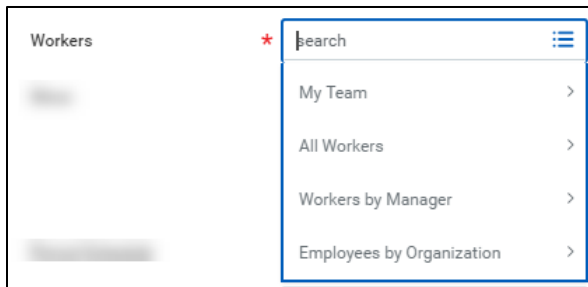 Workers * search
My Team >
All Workers >
Workers by Manager >
Employees by Organization >